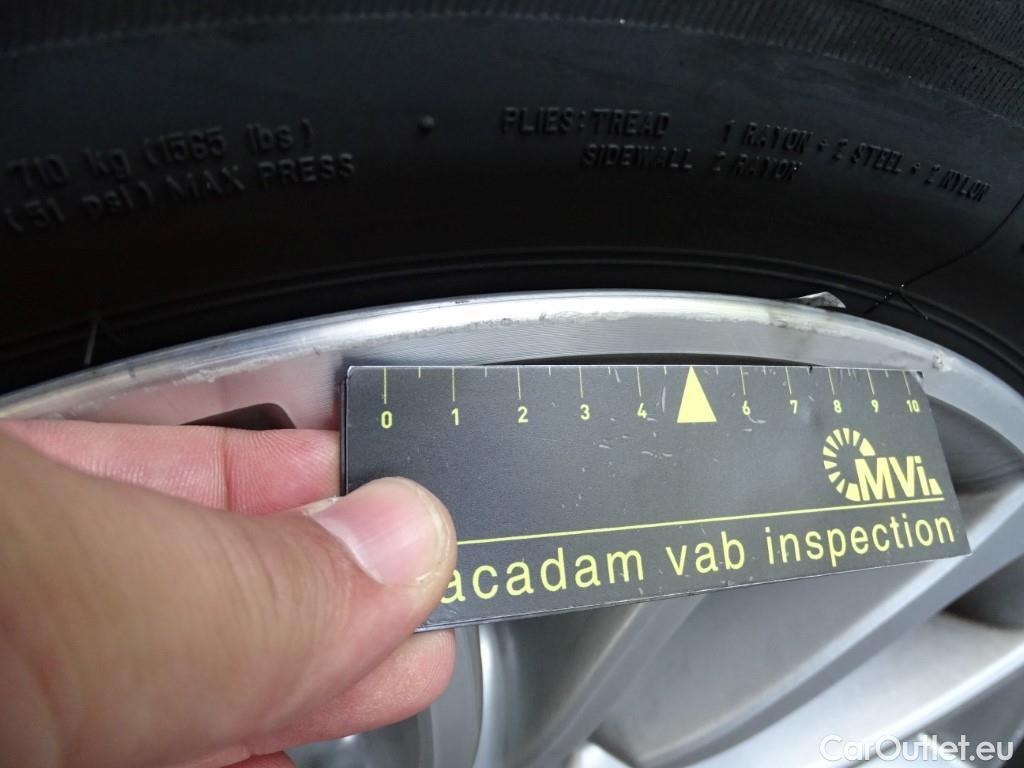 710 kg (1565 lbs)
(51 psi) MAX PRESS
PLIES: TREAD 1 RAYON + 2 STEEL + 2 NYLON
SIDEWALL 2 RAYON
0 1 2 3 4 6 7 8 9 10
MVi.
acadam vab inspection
CarOutlet.eu